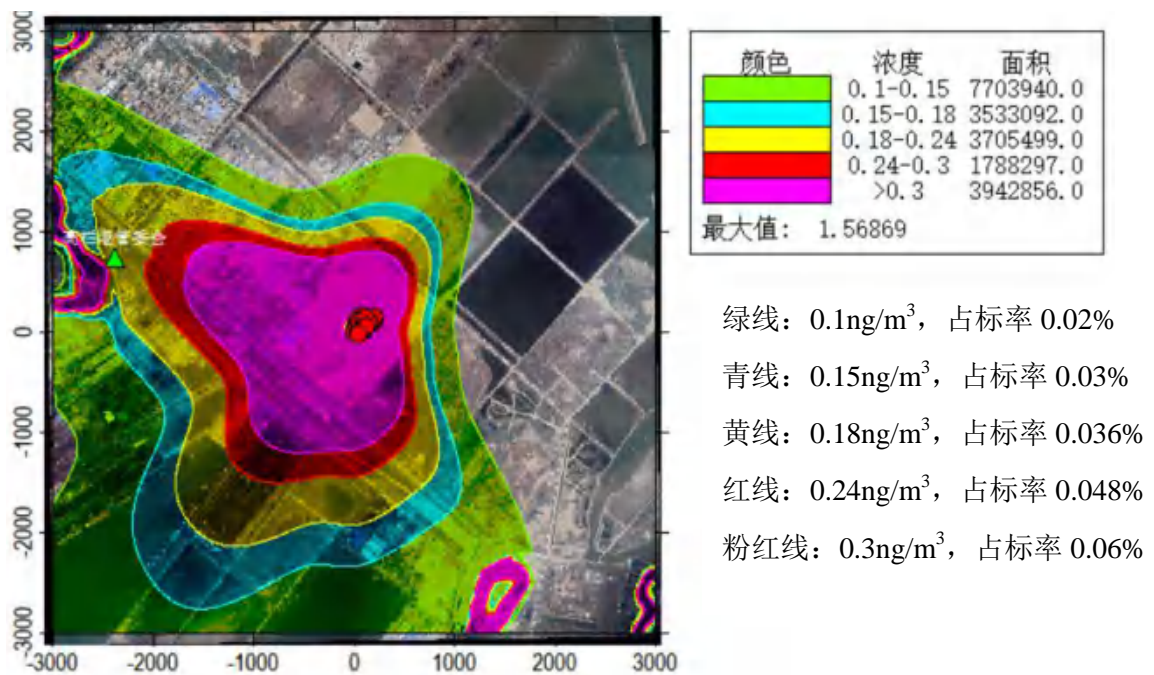 3000
2000
1000
0
-1000
-2000
-3000
-3000 -2000 -1000 0 1000 2000 3000
颜色 浓度 面积
0.1-0.15 7703940.0
0.15-0.18 3533092.0
0.18-0.24 3705499.0
0.24-0.3 1788297.0
>0.3 3942856.0
最大值: 1.56869
绿线：0.1ng/m³，占标率 0.02%
青线：0.15ng/m³，占标率 0.03%
黄线：0.18ng/m³，占标率 0.036%
红线：0.24ng/m³，占标率 0.048%
粉红线：0.3ng/m³，占标率 0.06%